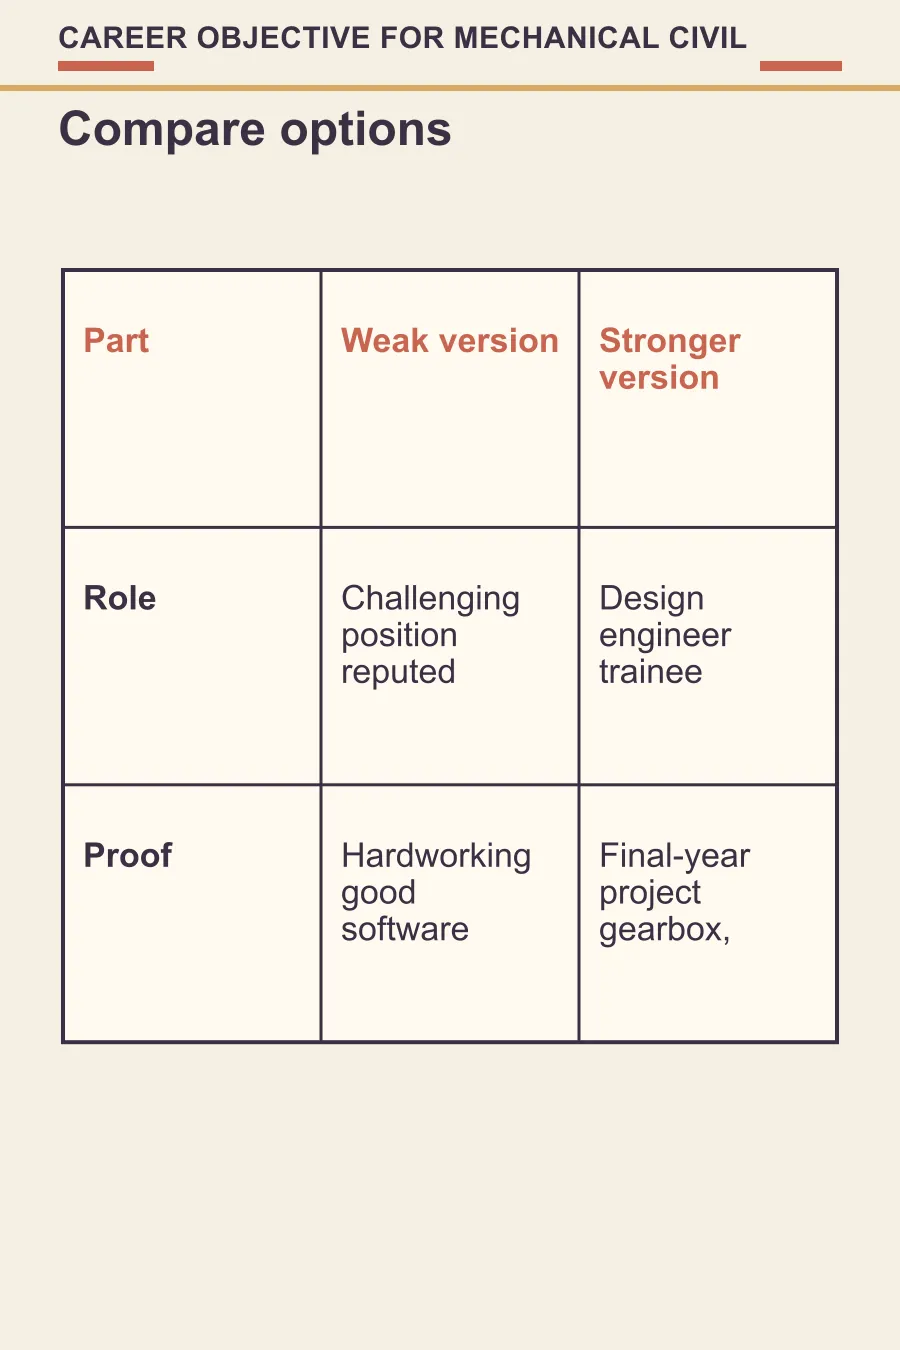 CAREER OBJECTIVE FOR MECHANICAL CIVIL
Compare options
Part
Weak version
Stronger
version
Role
Challenging
position
reputed
Design
engineer
trainee
Proof
Hardworking
good
software
Final-year
project
gearbox,